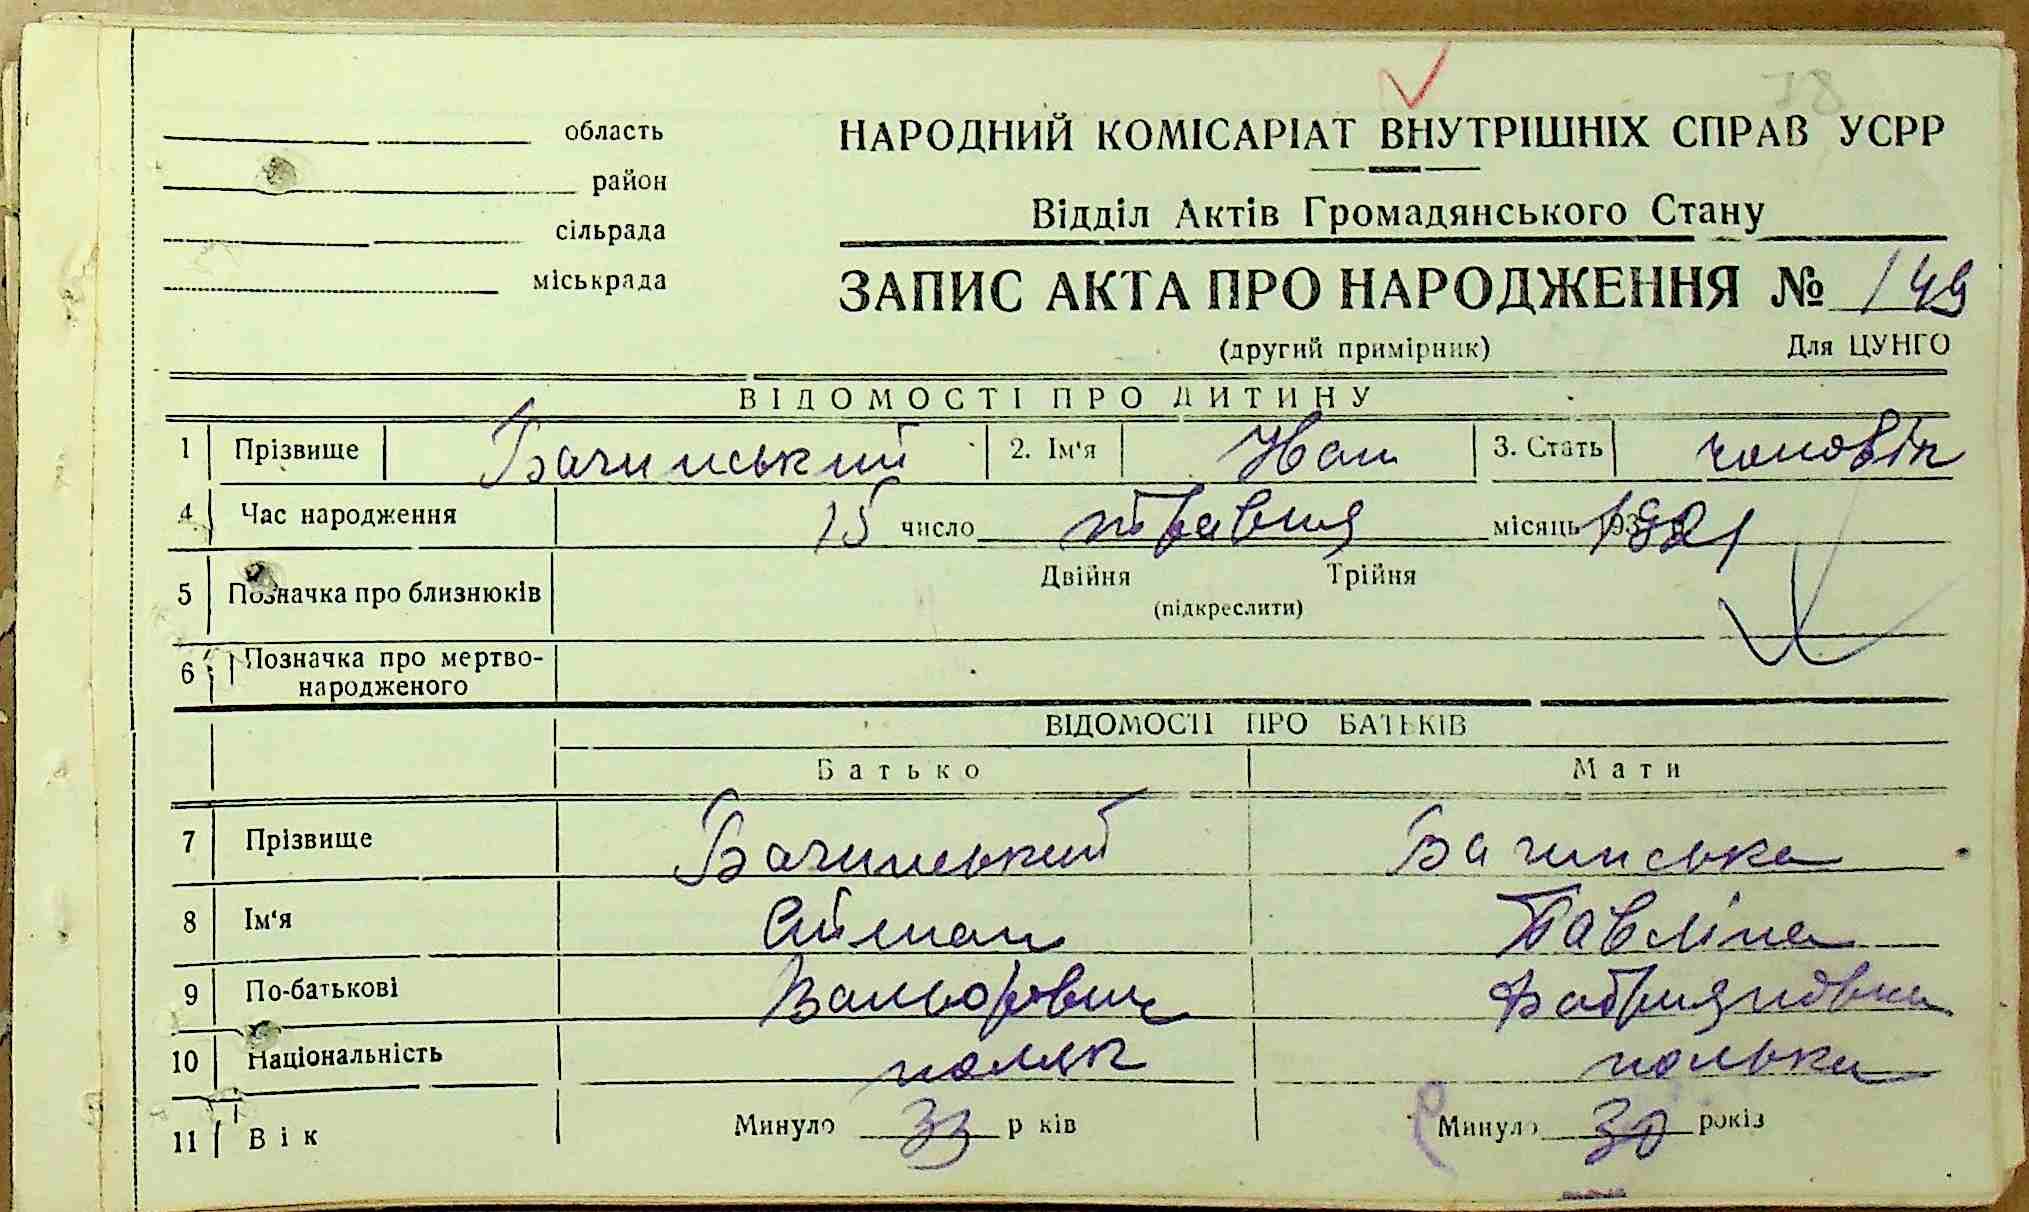 78
область
НАРОДНИЙ КОМІСАРІАТ ВНУТРІШНІХ СПРАВ УСРР
район
Відділ Актів Громадянського Стану
сільрада
міськрада
ЗАПИС АКТА ПРО НАРОДЖЕННЯ № 149
(другий примірник) Для ЦУНГО
ВІДОМОСТІ ПРО ДИТИНУ
1 Прізвище Бачинський 2. Ім'я Иван 3. Стать
4 Час народження 15 число травня місяць 1921
5 Позначка про близнюків Двійня Трійня
(підкреслити)
6 Позначка про мертво-
народженого
ВІДОМОСТІ ПРО БАТЬКІВ
Батько Мати
7 Прізвище Бачинський Бачинська
8 Ім'я Павліна
9 По-батькові
10 Національність поляк полька
11 Вік Минуло 33 р ків Минуло 30 років